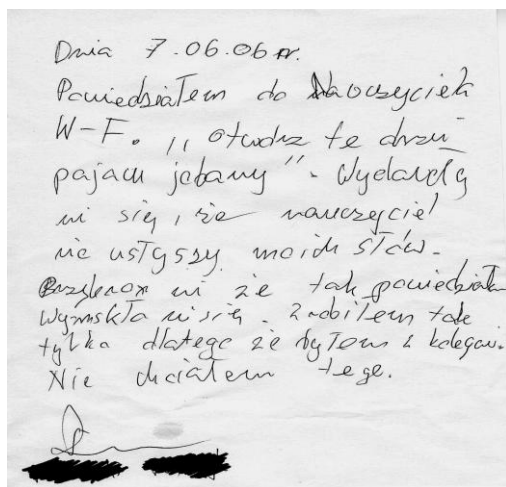 Dnia 7.06.06 r.
Powiedziałem do Nauczyciela
W-F. ,, otwórz te drzwi
pajacu jebany". Wydawało
mi się, że nauczyciel
nie usłyszy moich słów.
Przykro mi że tak powiedziałem
wymskło mi się. Zrobiłem tak
tylko dlatego że byłem z kolegami.
Nie chciałem tego.